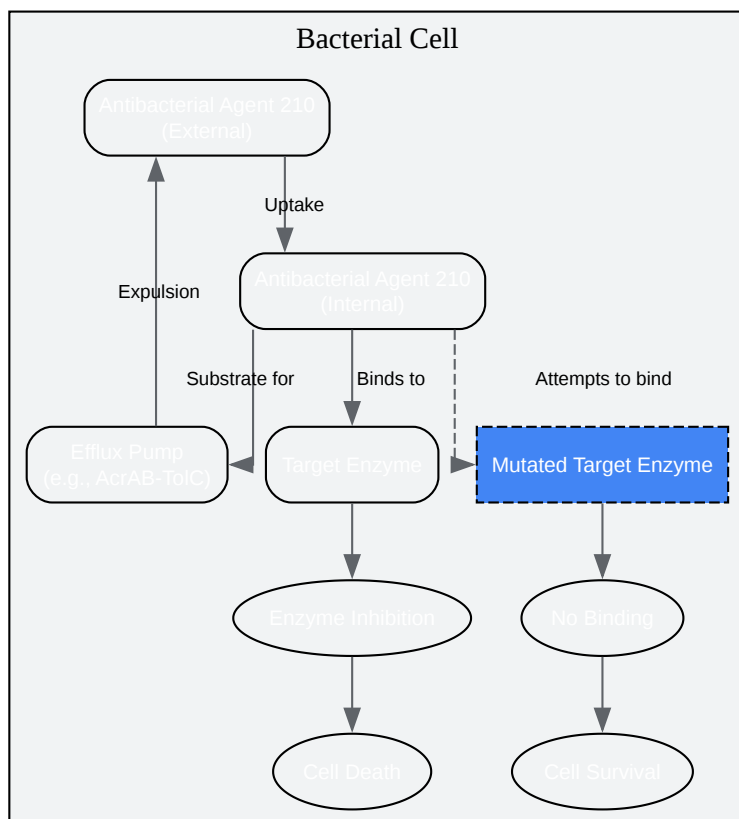 Bacterial Cell
Antibacterial Agent 210
(External)
Uptake
Antibacterial Agent 210
(Internal)
Expulsion
Substrate for
Binds to
Attempts to bind
Efflux Pump
(e.g., AcrAB-TolC)
Target Enzyme
Mutated Target Enzyme
Enzyme Inhibition
No Binding
Cell Death
Cell Survival